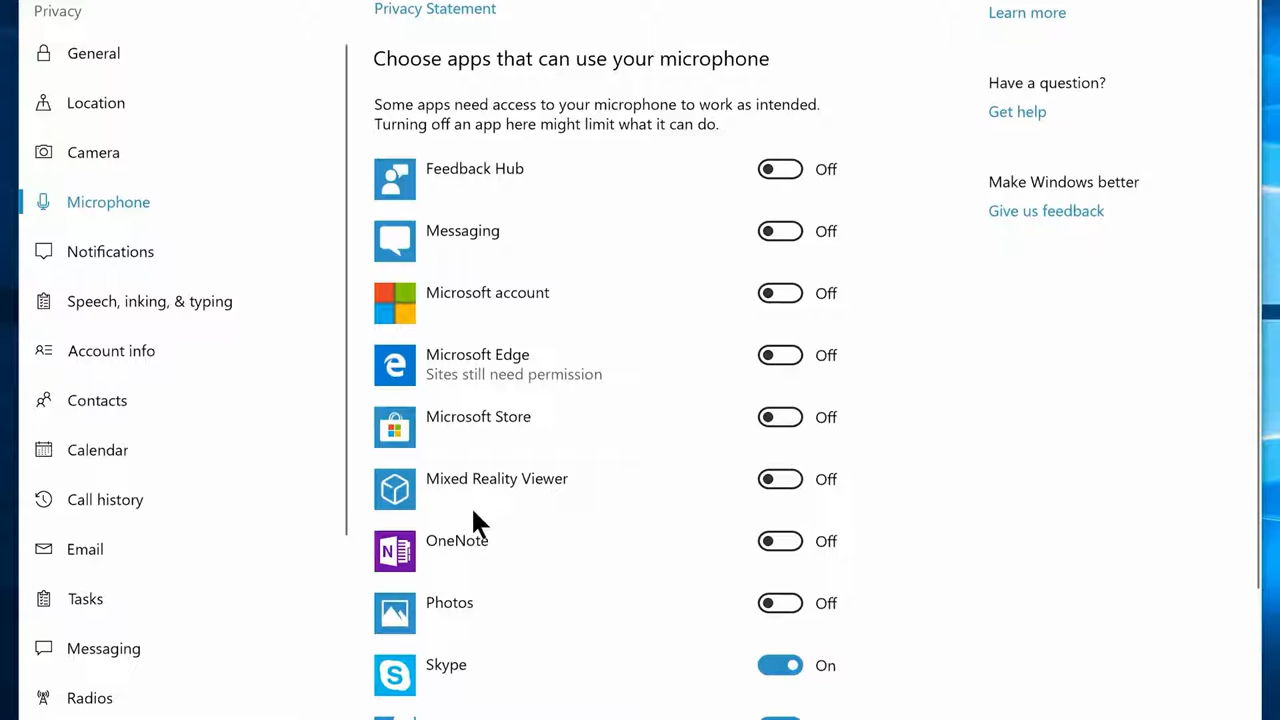 Privacy
General
Location
Camera
Microphone
Notifications
Speech, inking, & typing
Account info
Contacts
Calendar
Call history
Email
Tasks
Messaging
Radios
Privacy Statement
Choose apps that can use your microphone
Some apps need access to your microphone to work as intended.
Turning off an app here might limit what it can do.
Feedback Hub Off
Messaging Off
Microsoft account Off
Microsoft Edge Off
Sites still need permission
Microsoft Store Off
Mixed Reality Viewer Off
OneNote Off
Photos Off
Skype On
Learn more
Have a question?
Get help
Make Windows better
Give us feedback